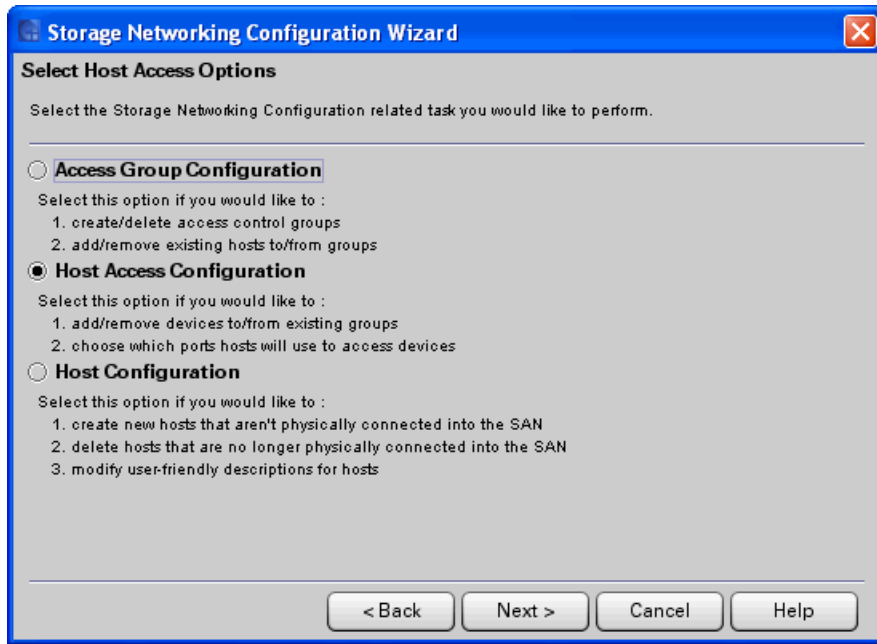 Storage Networking Configuration Wizard
Select Host Access Options
Select the Storage Networking Configuration related task you would like to perform.
Access Group Configuration
Select this option if you would like to :
1. create/delete access control groups
2. add/remove existing hosts to/from groups
Host Access Configuration
Select this option if you would like to :
1. add/remove devices to/from existing groups
2. choose which ports hosts will use to access devices
Host Configuration
Select this option if you would like to :
1. create new hosts that aren't physically connected into the SAN
2. delete hosts that are no longer physically connected into the SAN
3. modify user-friendly descriptions for hosts
< Back Next > Cancel Help